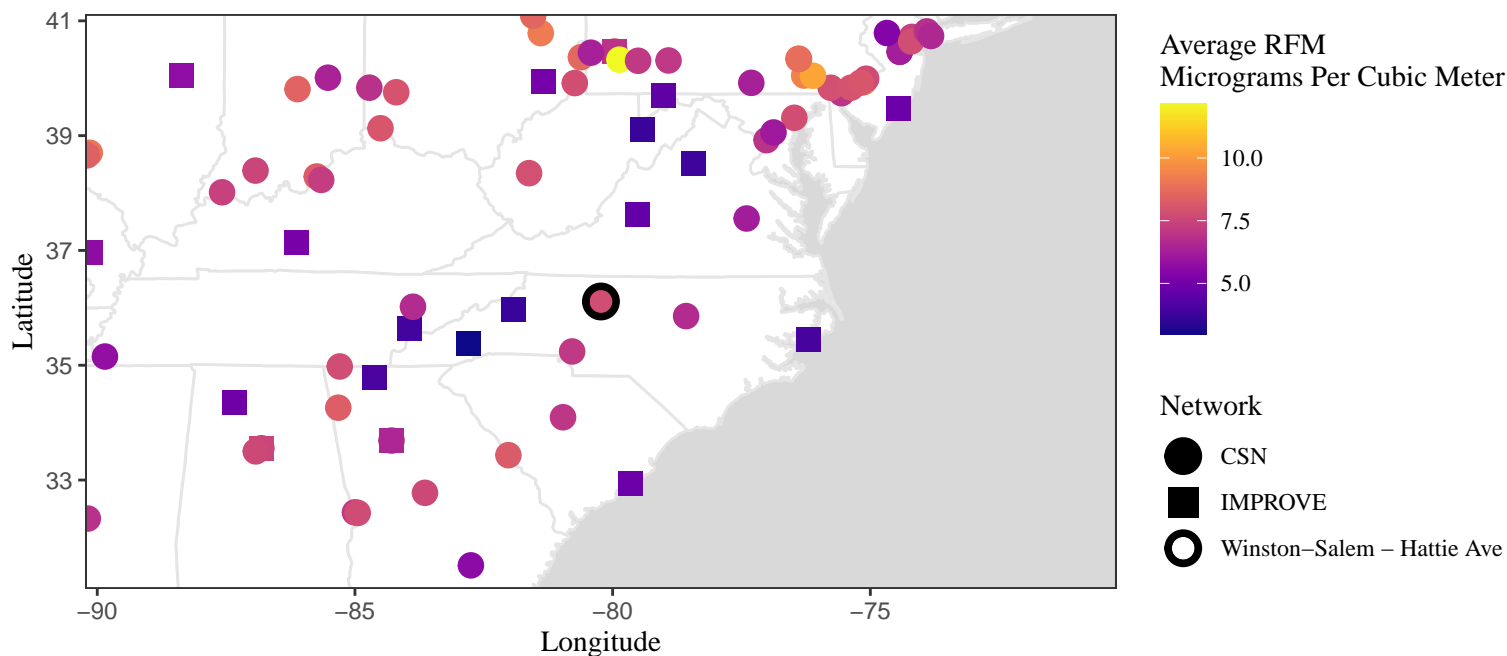 41
39
37
35
33
Latitude
−90
−85
−80
−75
Longitude
Average RFM
Micrograms Per Cubic Meter
10.0
7.5
5.0
Network
CSN
IMPROVE
Winston−Salem − Hattie Ave